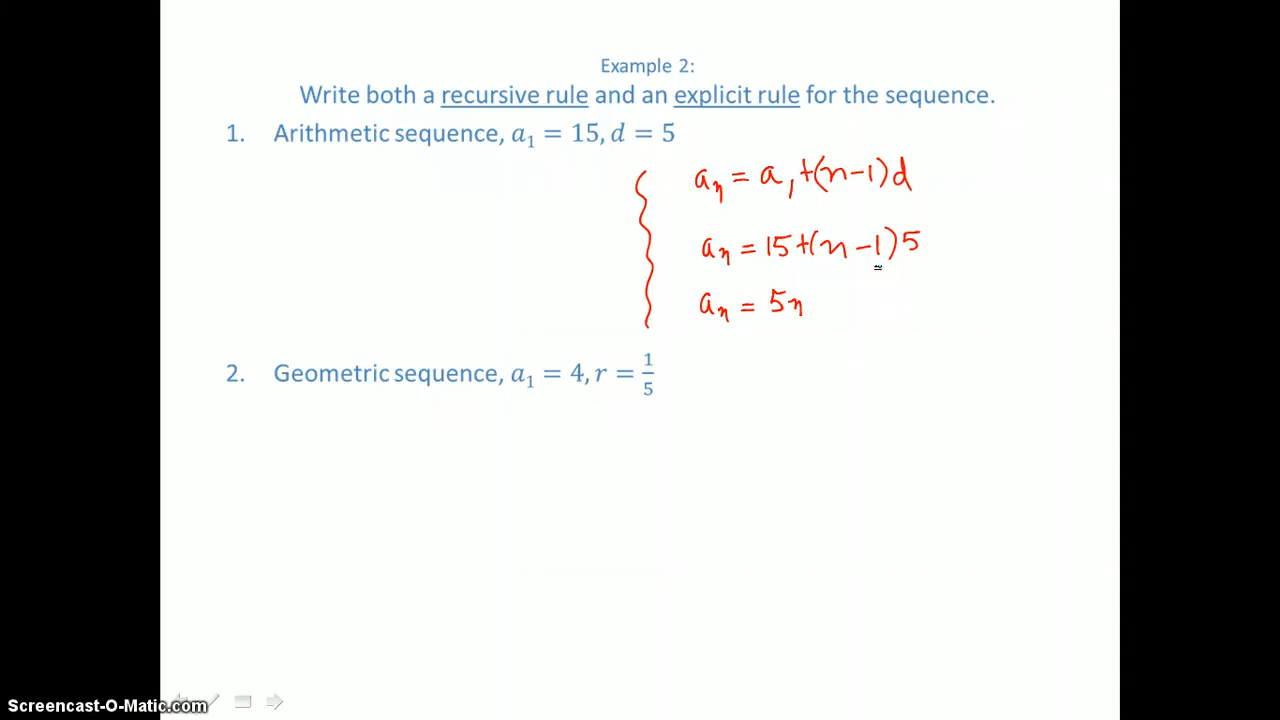 Example 2:
Write both a recursive rule and an explicit rule for the sequence.
1. Arithmetic sequence, a₁ = 15, d = 5
aₙ = a₁ + (n−1)d
aₙ = 15 + (n−1)5
aₙ = 5n
2. Geometric sequence, a₁ = 4, r = 1/5
Screencast-O-Matic.com